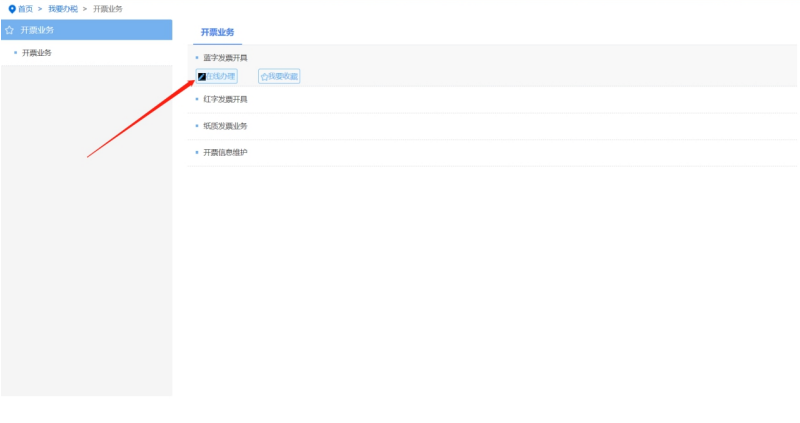 首页 > 我要办税 > 开票业务
开票业务
开票业务
开票业务
蓝字发票开具
在线办理 我要收藏
红字发票开具
纸质发票业务
开票信息维护